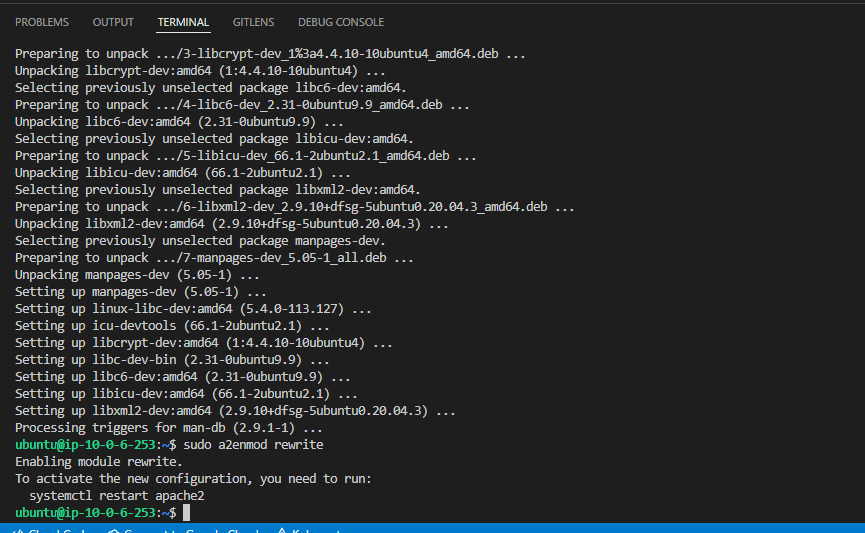 PROBLEMS OUTPUT TERMINAL GITLENS DEBUG CONSOLE
Preparing to unpack .../3-libcrypt-dev_1%3a4.4.10-10ubuntu4_amd64.deb ...
Unpacking libcrypt-dev:amd64 (1:4.4.10-10ubuntu4) ...
Selecting previously unselected package libc6-dev:amd64.
Preparing to unpack .../4-libc6-dev_2.31-0ubuntu9.9_amd64.deb ...
Unpacking libc6-dev:amd64 (2.31-0ubuntu9.9) ...
Selecting previously unselected package libicu-dev:amd64.
Preparing to unpack .../5-libicu-dev_66.1-2ubuntu2.1_amd64.deb ...
Unpacking libicu-dev:amd64 (66.1-2ubuntu2.1) ...
Selecting previously unselected package libxml2-dev:amd64.
Preparing to unpack .../6-libxml2-dev_2.9.10+dfsg-5ubuntu0.20.04.3_amd64.deb ...
Unpacking libxml2-dev:amd64 (2.9.10+dfsg-5ubuntu0.20.04.3) ...
Selecting previously unselected package manpages-dev.
Preparing to unpack .../7-manpages-dev_5.05-1_all.deb ...
Unpacking manpages-dev (5.05-1) ...
Setting up manpages-dev (5.05-1) ...
Setting up linux-libc-dev:amd64 (5.4.0-113.127) ...
Setting up icu-devtools (66.1-2ubuntu2.1) ...
Setting up libcrypt-dev:amd64 (1:4.4.10-10ubuntu4) ...
Setting up libc-dev-bin (2.31-0ubuntu9.9) ...
Setting up libc6-dev:amd64 (2.31-0ubuntu9.9) ...
Setting up libicu-dev:amd64 (66.1-2ubuntu2.1) ...
Setting up libxml2-dev:amd64 (2.9.10+dfsg-5ubuntu0.20.04.3) ...
Processing triggers for man-db (2.9.1-1) ...
ubuntu@ip-10-0-6-253:~$ sudo a2enmod rewrite
Enabling module rewrite.
To activate the new configuration, you need to run:
  systemctl restart apache2
ubuntu@ip-10-0-6-253:~$